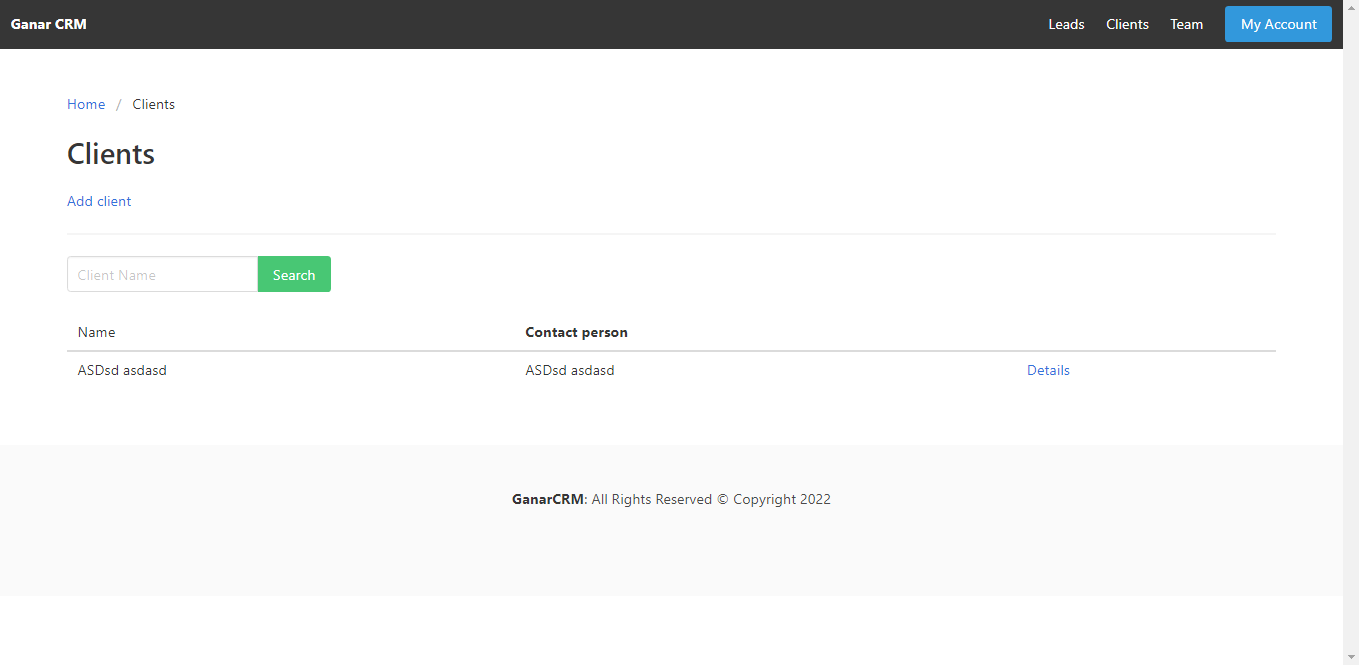 Ganar CRM Leads Clients Team My Account
Home / Clients
Clients
Add client
Client Name Search
Name Contact person
ASDsd asdasd ASDsd asdasd Details
GanarCRM: All Rights Reserved © Copyright 2022